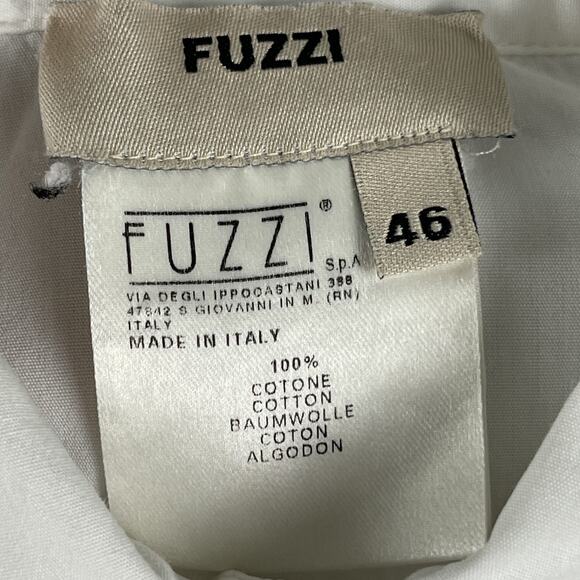 FUZZI
46
FUZZI® S.p.A
VIA DEGLI IPPOCASTANI 388
47842 S GIOVANNI IN M. (RN)
ITALY
MADE IN ITALY
100%
COTONE
COTTON
BAUMWOLLE
COTON
ALGODON